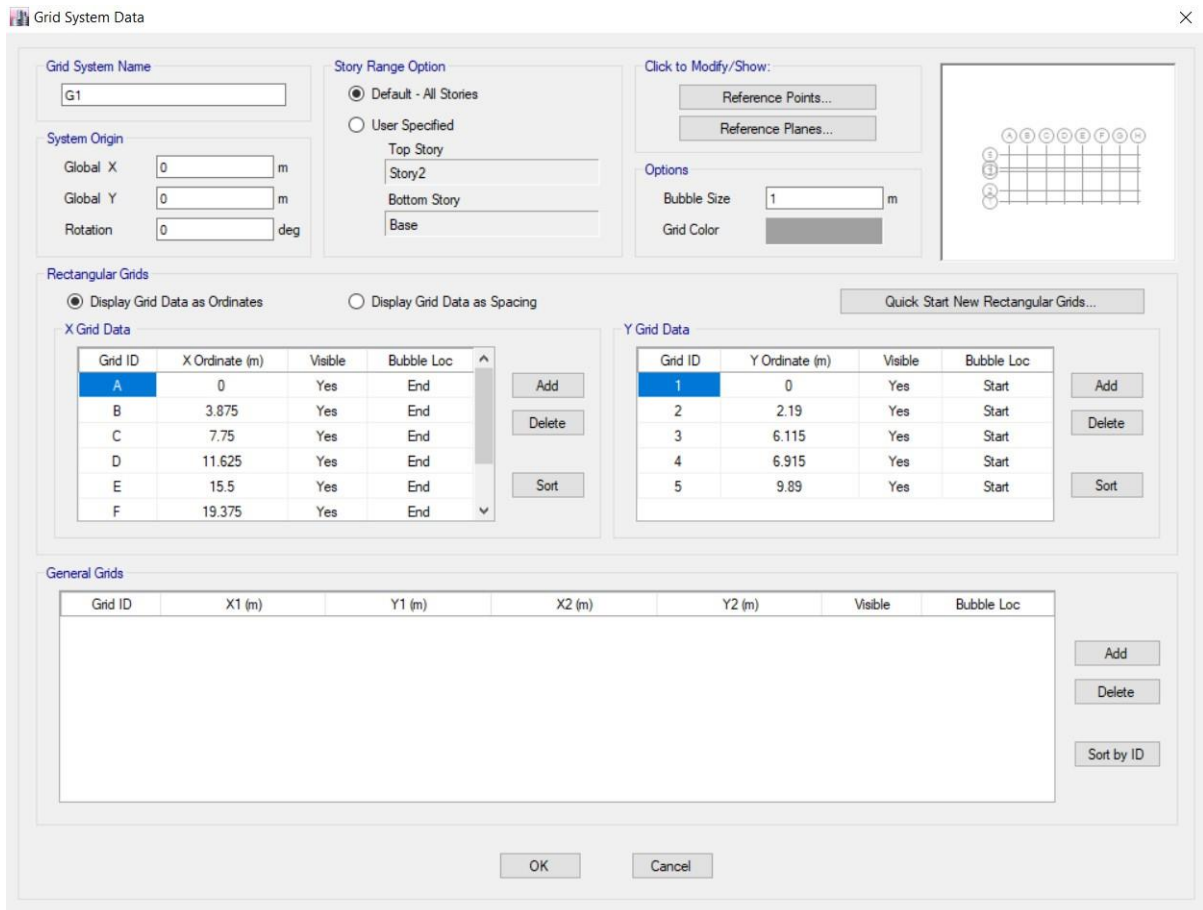 Grid System Data
Grid System Name
G1
System Origin
Global X 0 m
Global Y 0 m
Rotation 0 deg
Story Range Option
Default - All Stories
User Specified
Top Story
Story2
Bottom Story
Base
Click to Modify/Show:
Reference Points...
Reference Planes...
Options
Bubble Size 1 m
Grid Color
A B C D E F G H
5
3
2
1
Rectangular Grids
Display Grid Data as Ordinates Display Grid Data as Spacing Quick Start New Rectangular Grids...
X Grid Data
Grid ID X Ordinate (m) Visible Bubble Loc
A 0 Yes End
B 3.875 Yes End
C 7.75 Yes End
D 11.625 Yes End
E 15.5 Yes End
F 19.375 Yes End
Add
Delete
Sort
Y Grid Data
Grid ID Y Ordinate (m) Visible Bubble Loc
1 0 Yes Start
2 2.19 Yes Start
3 6.115 Yes Start
4 6.915 Yes Start
5 9.89 Yes Start
Add
Delete
Sort
General Grids
Grid ID X1 (m) Y1 (m) X2 (m) Y2 (m) Visible Bubble Loc
Add
Delete
Sort by ID
OK Cancel